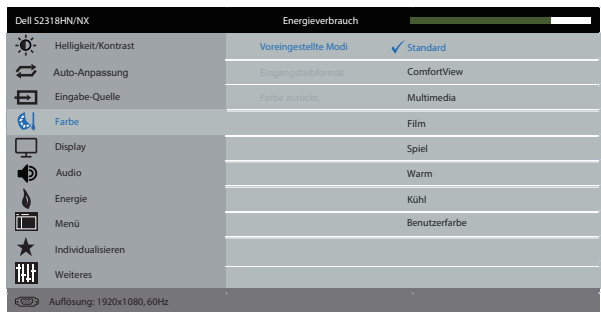 Dell S2318HN/NX Energieverbrauch
Helligkeit/Kontrast Voreingestellte Modi Standard
Auto-Anpassung Eingangsfarbformat ComfortView
Eingabe-Quelle Farbe zurücks. Multimedia
Farbe Film
Display Spiel
Audio Warm
Energie Kühl
Menü Benutzerfarbe
Individualisieren
Weiteres
Auflösung: 1920x1080, 60Hz